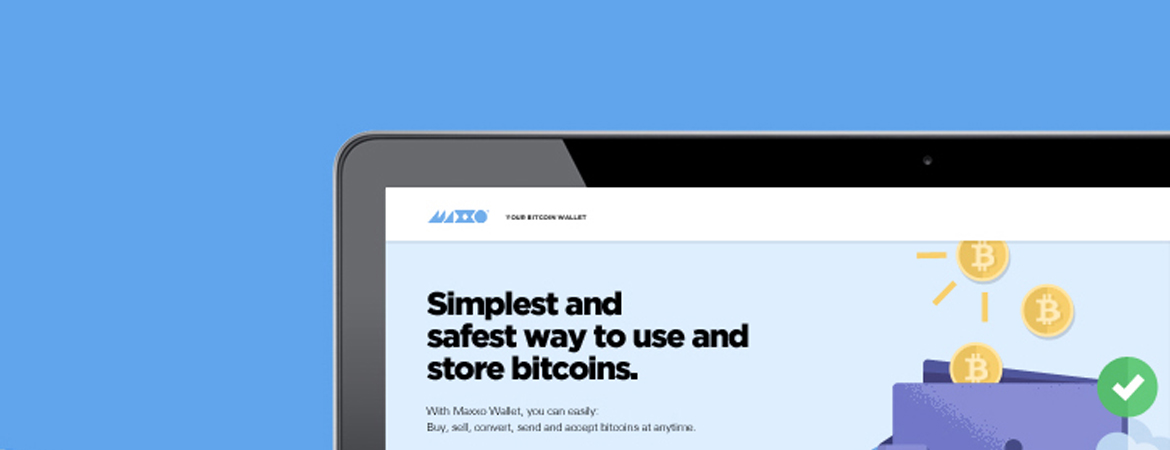 MAXXO
YOUR BITCOIN WALLET
Simplest and
safest way to use and
store bitcoins.
With Maxxo Wallet, you can easily:
Buy, sell, convert, send and accept bitcoins at anytime.